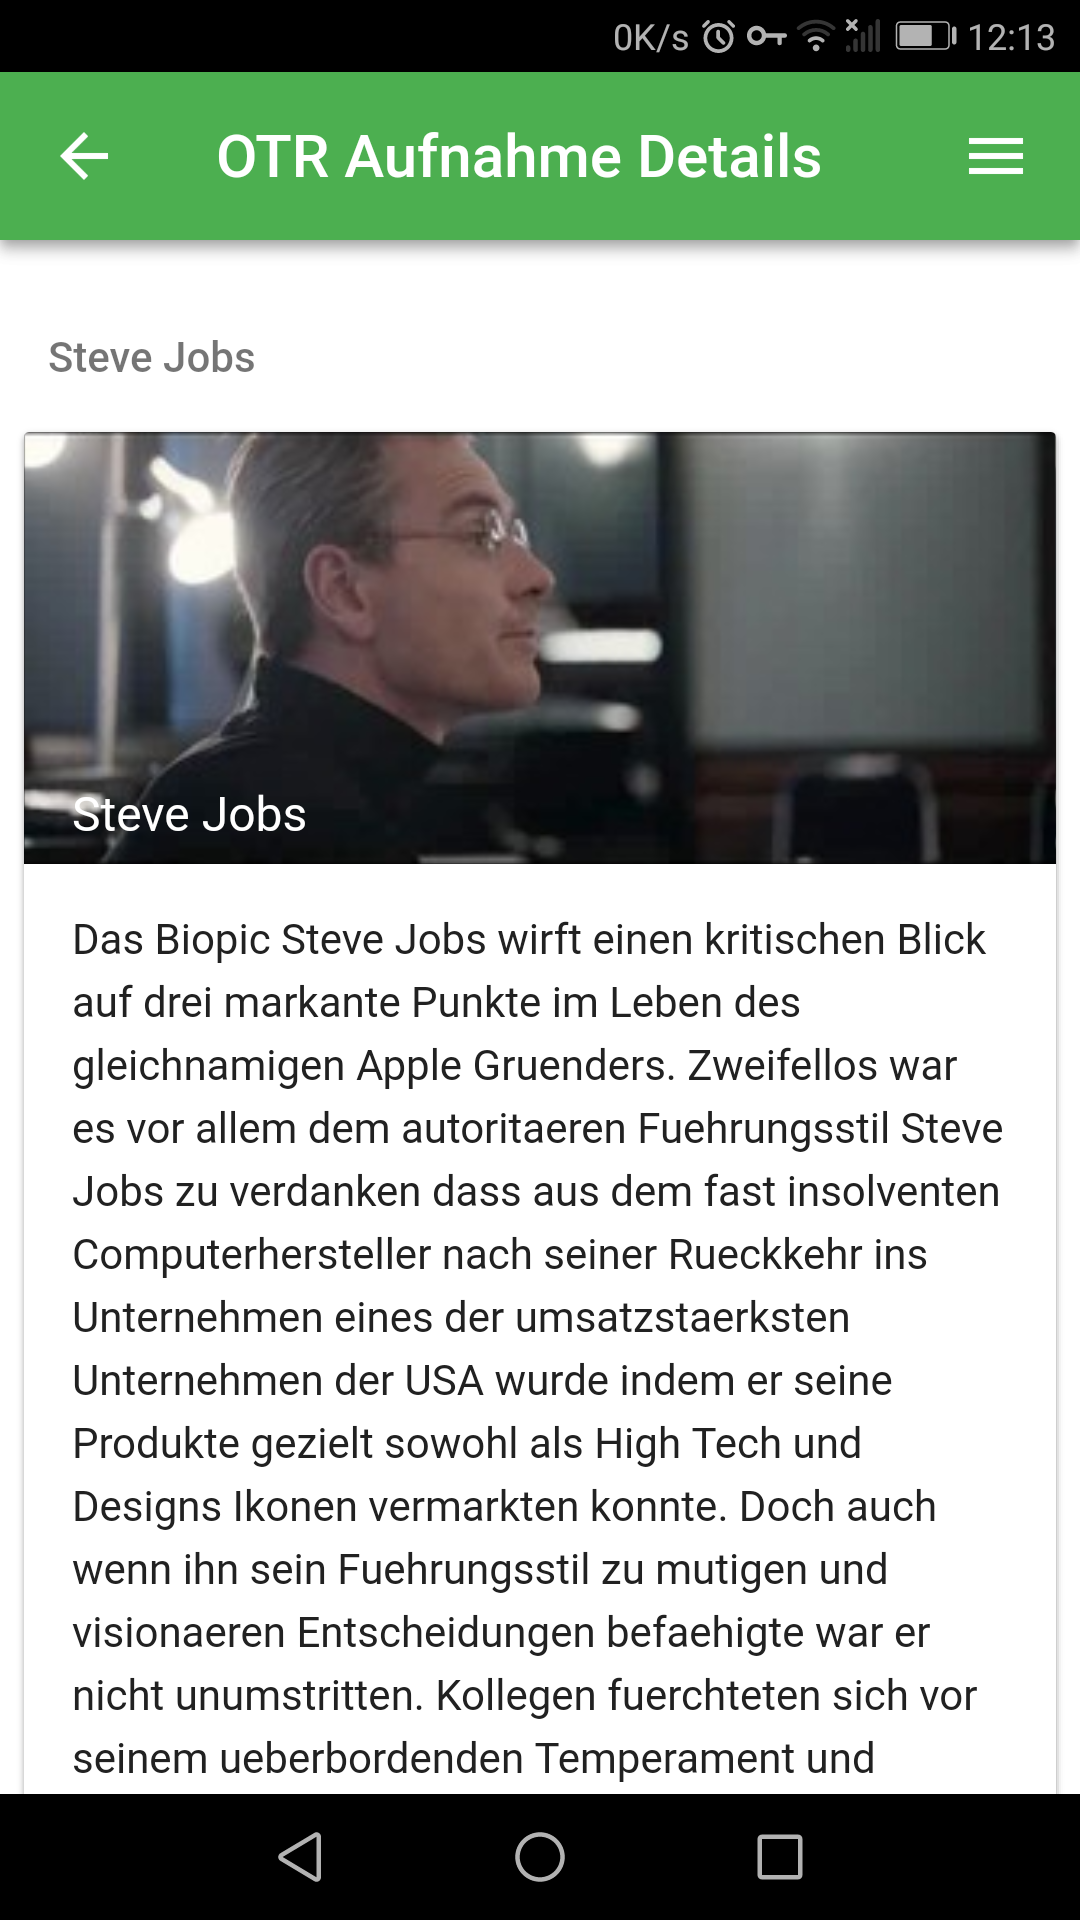 0K/s 12:13
OTR Aufnahme Details
Steve Jobs
Steve Jobs
Das Biopic Steve Jobs wirft einen kritischen Blick
auf drei markante Punkte im Leben des
gleichnamigen Apple Gruenders. Zweifellos war
es vor allem dem autoritaeren Fuehrungsstil Steve
Jobs zu verdanken dass aus dem fast insolventen
Computerhersteller nach seiner Rueckkehr ins
Unternehmen eines der umsatzstaerksten
Unternehmen der USA wurde indem er seine
Produkte gezielt sowohl als High Tech und
Designs Ikonen vermarkten konnte. Doch auch
wenn ihn sein Fuehrungsstil zu mutigen und
visionaeren Entscheidungen befaehigte war er
nicht unumstritten. Kollegen fuerchteten sich vor
seinem ueberbordenden Temperament und